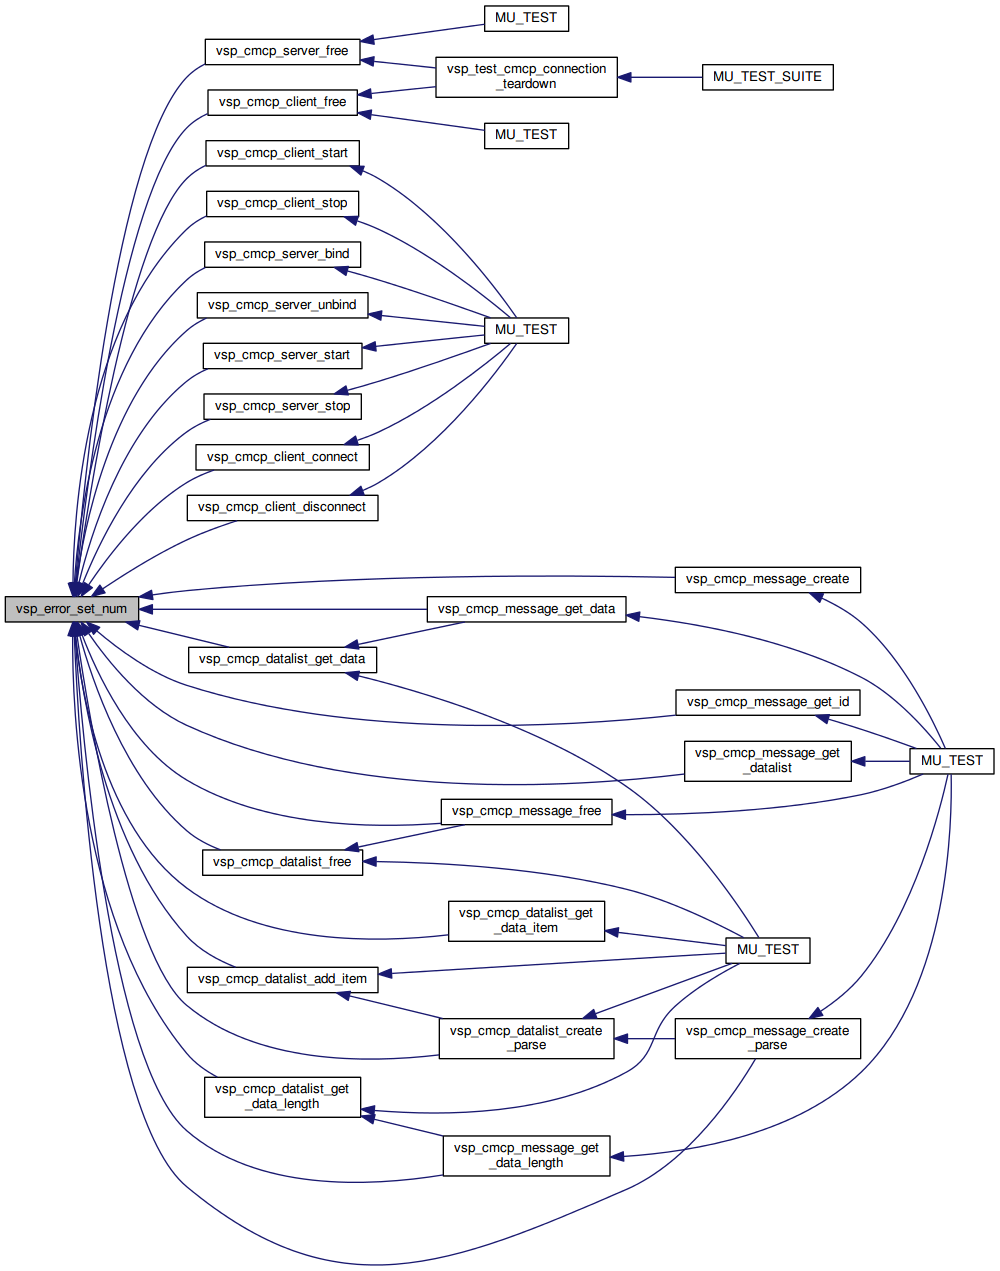 MU_TEST
vsp_cmcp_server_free
vsp_test_cmcp_connection
_teardown
MU_TEST_SUITE
vsp_cmcp_client_free
MU_TEST
vsp_cmcp_client_start
vsp_cmcp_client_stop
vsp_cmcp_server_bind
vsp_cmcp_server_unbind
MU_TEST
vsp_cmcp_server_start
vsp_cmcp_server_stop
vsp_cmcp_client_connect
vsp_cmcp_client_disconnect
vsp_cmcp_message_create
vsp_error_set_num
vsp_cmcp_message_get_data
vsp_cmcp_datalist_get_data
vsp_cmcp_message_get_id
vsp_cmcp_message_get
_datalist
MU_TEST
vsp_cmcp_message_free
vsp_cmcp_datalist_free
vsp_cmcp_datalist_get
_data_item
MU_TEST
vsp_cmcp_datalist_add_item
vsp_cmcp_datalist_create
_parse
vsp_cmcp_message_create
_parse
vsp_cmcp_datalist_get
_data_length
vsp_cmcp_message_get
_data_length